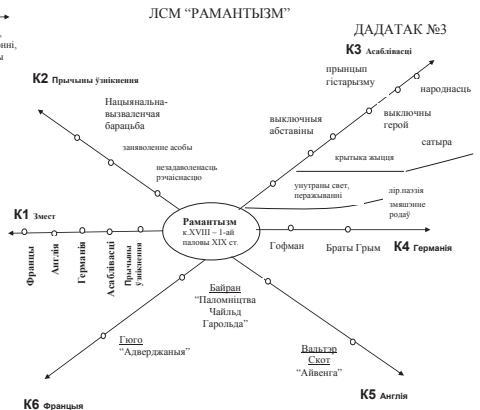 ЛСМ “РАМАНТЫЗМ”
ДАДАТАК №3
К3 Асаблівасці
прынцып
гістарызму
народнасць
выключны
герой
выключныя
абставіны
сатыра
крытыка жыцця
унутраны свет,
перажыванні
лір.паэзія
змяшэнне
родаў
К2 Прычыны ўзнікнення
Нацыянальна-
вызваленчая
барацьба
заняволенне асобы
незадаволенасць
рэчаіснасцю
К1 Змест
Францы
Англія
Германія
Асаблівасці
Прычыны
ўзнікнення
Рамантызм
к.XVIII – 1-ай
паловы XIX ст.
Гофман
Браты Грым
К4 Германія
Байран
“Паломніцтва
Чайльд
Гарольда”
Гюго
“Адверджаныя”
Вальтэр
Скот
“Айвенга”
К5 Англія
К6 Францыя